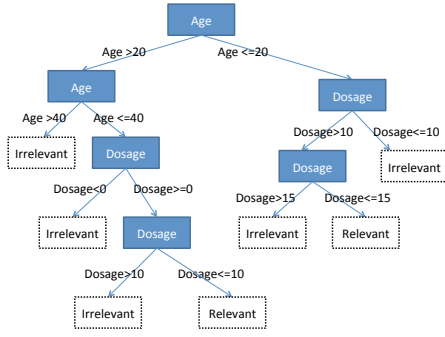 Age
Age >20 Age <=20
Age Dosage
Age >40 Age <=40 Dosage>10 Dosage<=10
Irrelevant Dosage Dosage Irrelevant
Dosage<0 Dosage>=0 Dosage>15 Dosage<=15
Irrelevant Dosage Irrelevant Relevant
Dosage>10 Dosage<=10
Irrelevant Relevant